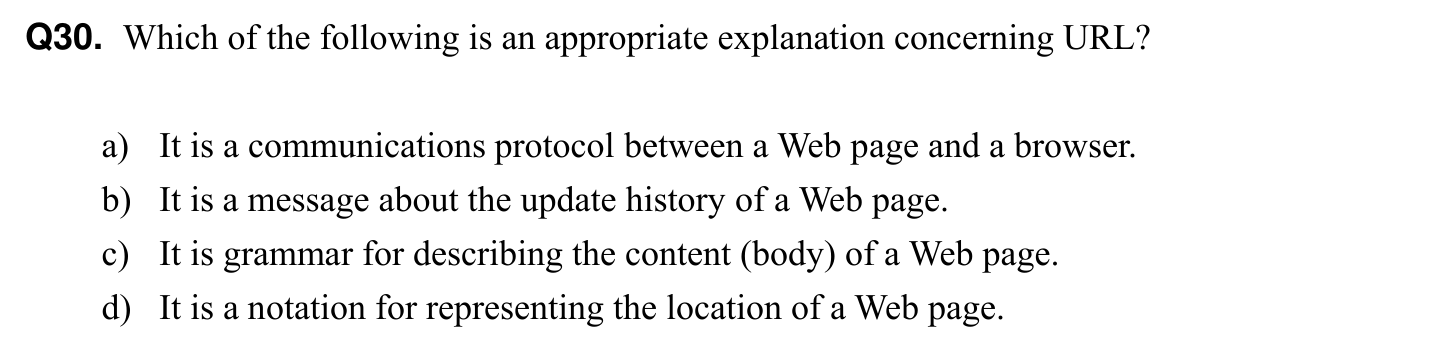 Q30. Which of the following is an appropriate explanation concerning URL?
a) It is a communications protocol between a Web page and a browser.
b) It is a message about the update history of a Web page.
c) It is grammar for describing the content (body) of a Web page.
d) It is a notation for representing the location of a Web page.